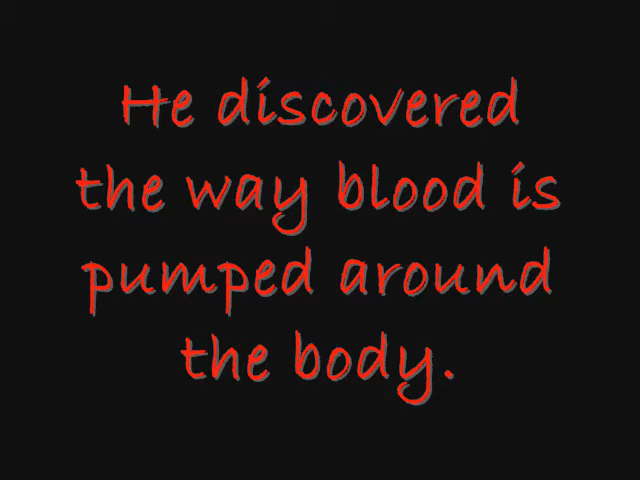 He discovered
the way blood is
pumped around
the body.